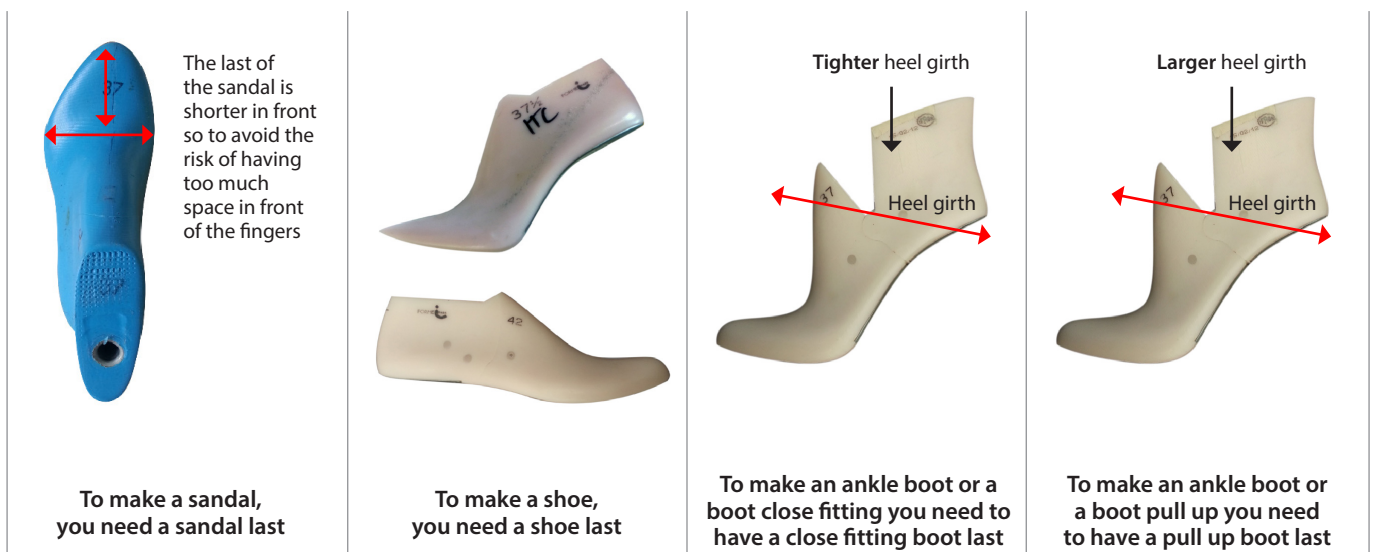 The last of
the sandal is
shorter in front
so to avoid the
risk of having
too much
space in front
of the fingers
37 ½
To make a sandal,
you need a sandal last
37½
HTC
42
To make a shoe,
you need a shoe last
Tighter heel girth
37
Heel girth
To make an ankle boot or a
boot close fitting you need to
have a close fitting boot last
Larger heel girth
37
Heel girth
To make an ankle boot or
a boot pull up you need
to have a pull up boot last